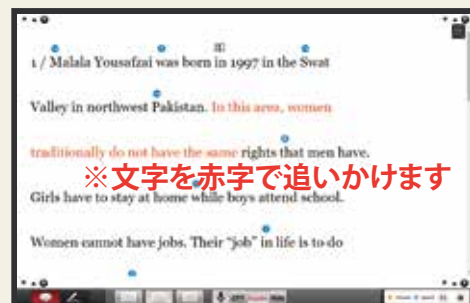 1 / Malala Yousafzai was born in 1997 in the Swat
Valley in northwest Pakistan. In this area, women
traditionally do not have the same rights that men have.
※文字を赤字で追いかけます
Girls have to stay at home while boys attend school.
Women cannot have jobs. Their “job” in life is to do